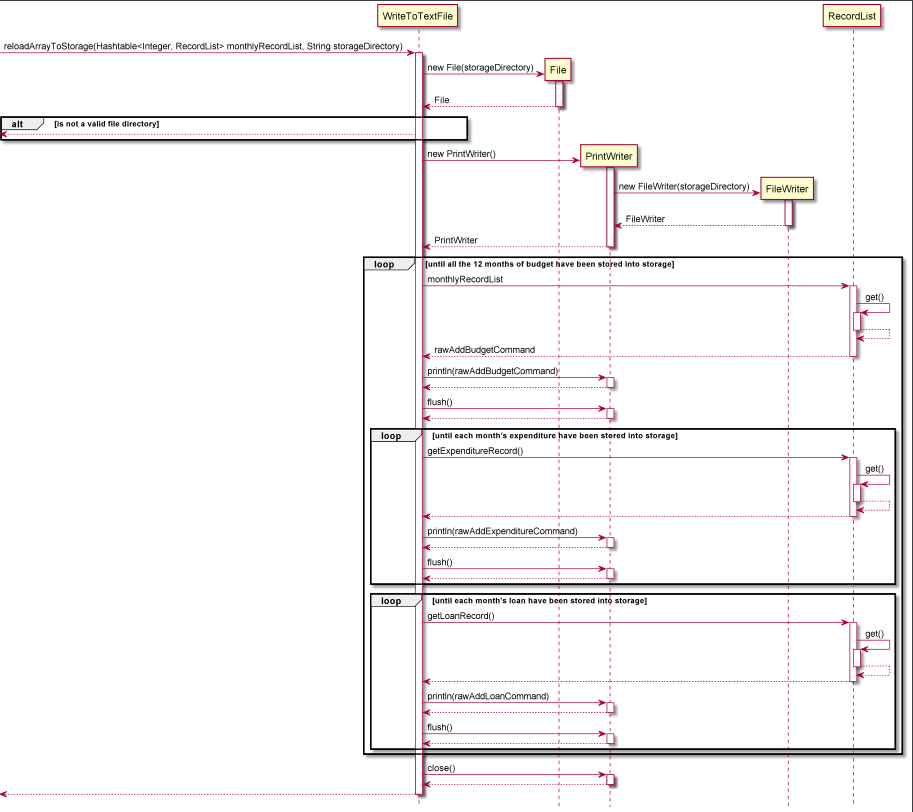 WriteToTextFile
RecordList
reloadArrayToStorage(Hashtable<Integer, RecordList> monthlyRecordList, String storageDirectory)
new File(storageDirectory)
File
File
alt
[is not a valid file directory]
new PrintWriter()
PrintWriter
new FileWriter(storageDirectory)
FileWriter
FileWriter
PrintWriter
loop
[until all the 12 months of budget have been stored into storage]
monthlyRecordList
get()
rawAddBudgetCommand
println(rawAddBudgetCommand)
flush()
loop
[until each month's expenditure have been stored into storage]
getExpenditureRecord()
get()
println(rawAddExpenditureCommand)
flush()
loop
[until each month's loan have been stored into storage]
getLoanRecord()
get()
println(rawAddLoanCommand)
flush()
close()